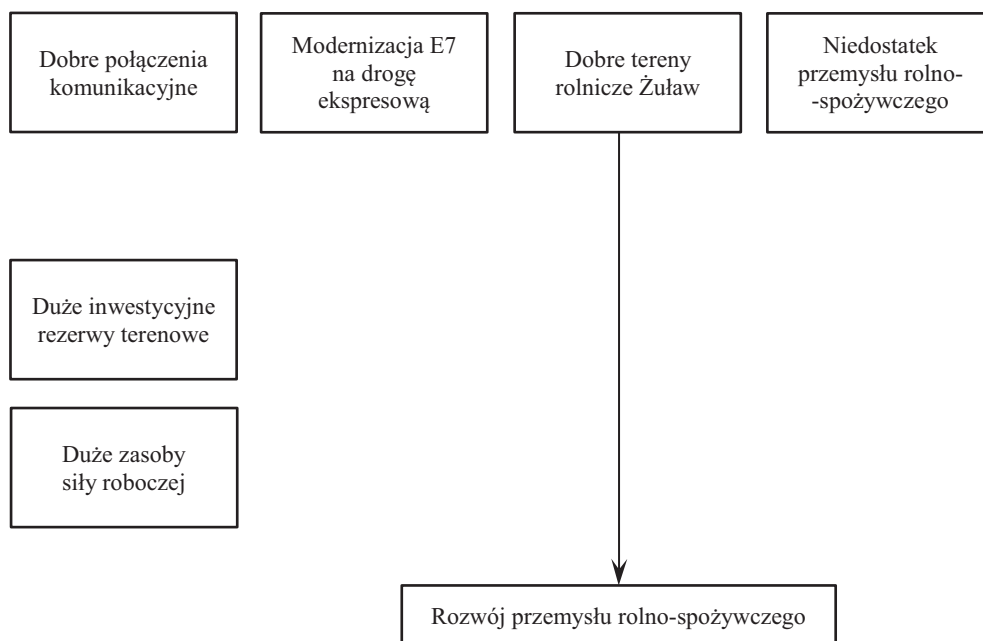 Dobre połączenia
komunikacyjne
Modernizacja E7
na drogę
ekspresową
Dobre tereny
rolnicze Żuław
Niedostatek
przemysłu rolno-
-spożywczego
Duże inwestycyjne
rezerwy terenowe
Duże zasoby
siły roboczej
Rozwój przemysłu rolno-spożywczego